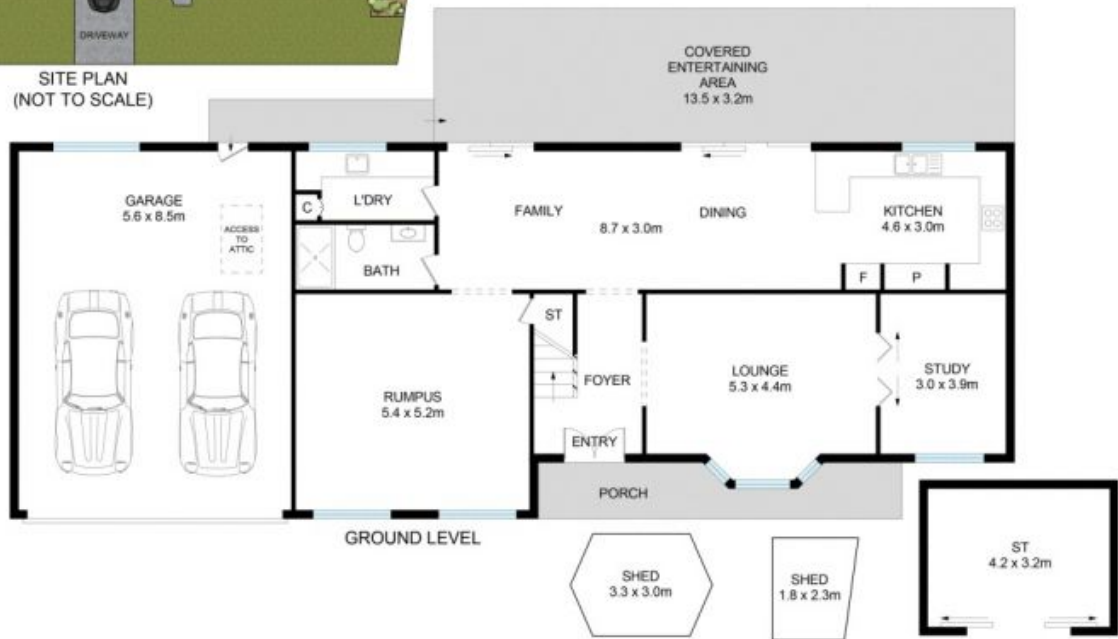 DRIVEWAY
SITE PLAN
(NOT TO SCALE)
COVERED
ENTERTAINING
AREA
13.5 x 3.2m
GARAGE
5.6 x 8.5m
ACCESS
TO
ATTIC
C
L'DRY
BATH
FAMILY
8.7 x 3.0m
DINING
KITCHEN
4.6 x 3.0m
F
P
ST
RUMPUS
5.4 x 5.2m
FOYER
ENTRY
LOUNGE
5.3 x 4.4m
STUDY
3.0 x 3.9m
PORCH
GROUND LEVEL
SHED
3.3 x 3.0m
SHED
1.8 x 2.3m
ST
4.2 x 3.2m